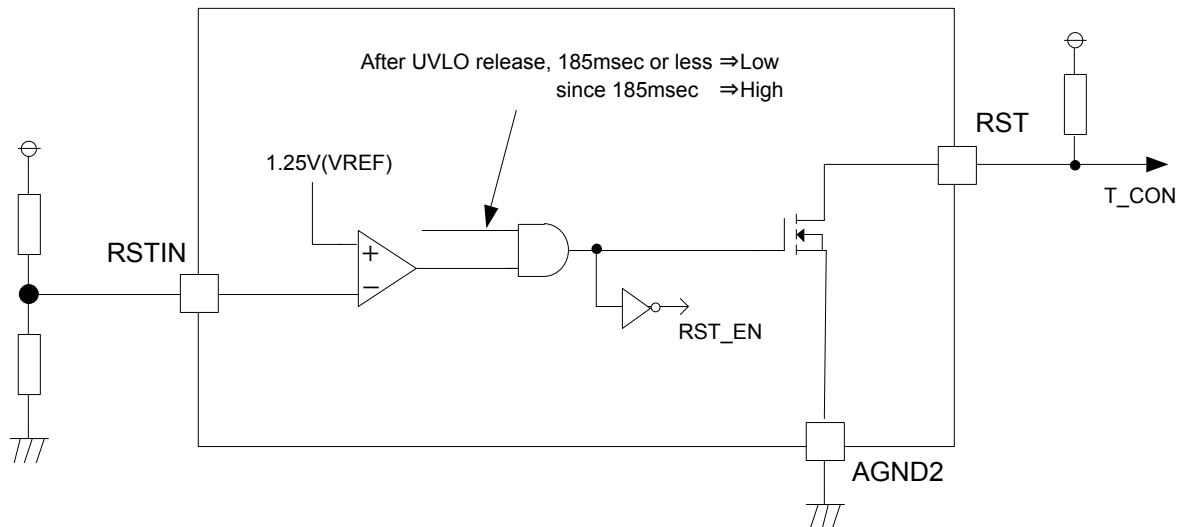 After UVLO release, 185msec or less ⇒Low
since 185msec ⇒High
RST
1.25V(VREF)
T_CON
RSTIN
+
−
RST_EN
AGND2